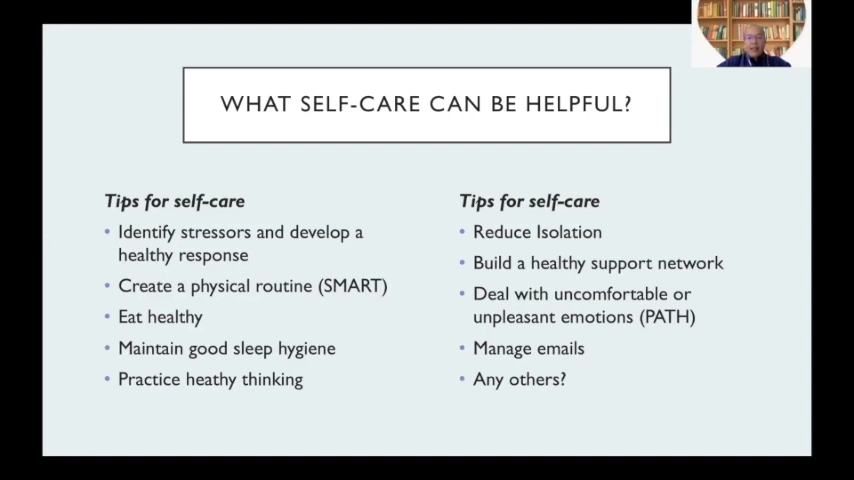 WHAT SELF-CARE CAN BE HELPFUL?
Tips for self-care
• Identify stressors and develop a
healthy response
• Create a physical routine (SMART)
• Eat healthy
• Maintain good sleep hygiene
• Practice heathy thinking
Tips for self-care
• Reduce Isolation
• Build a healthy support network
• Deal with uncomfortable or
unpleasant emotions (PATH)
• Manage emails
• Any others?